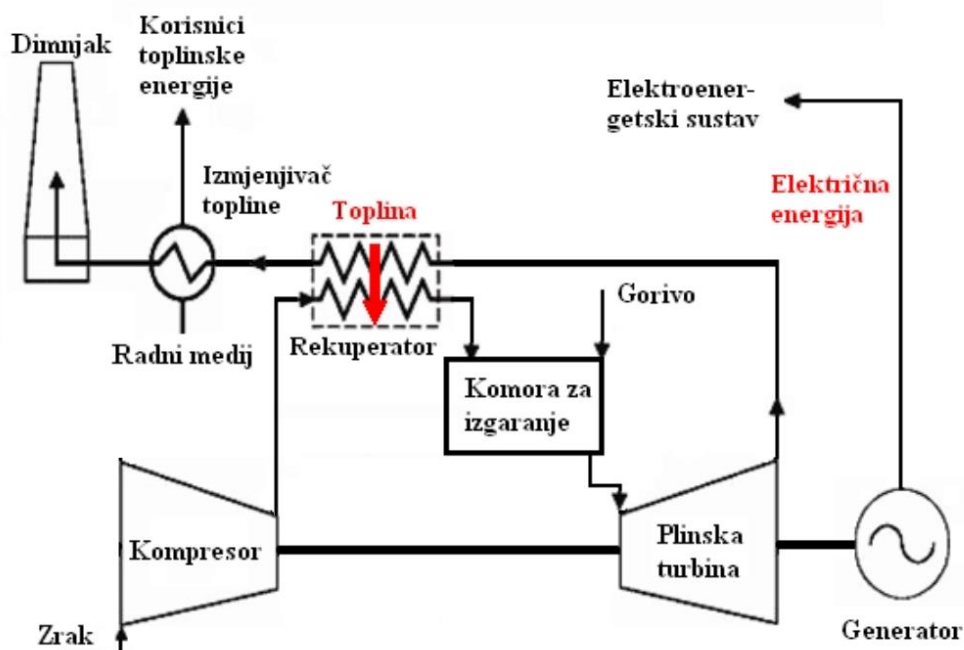 Dimnjak
Korisnici
toplinske
energije
Elektroener-
getski sustav
Izmjenjivač
topline
Toplina
Električna
energija
Gorivo
Radni medij
Rekuperator
Komora za
izgaranje
Kompresor
Plinska
turbina
Zrak
Generator